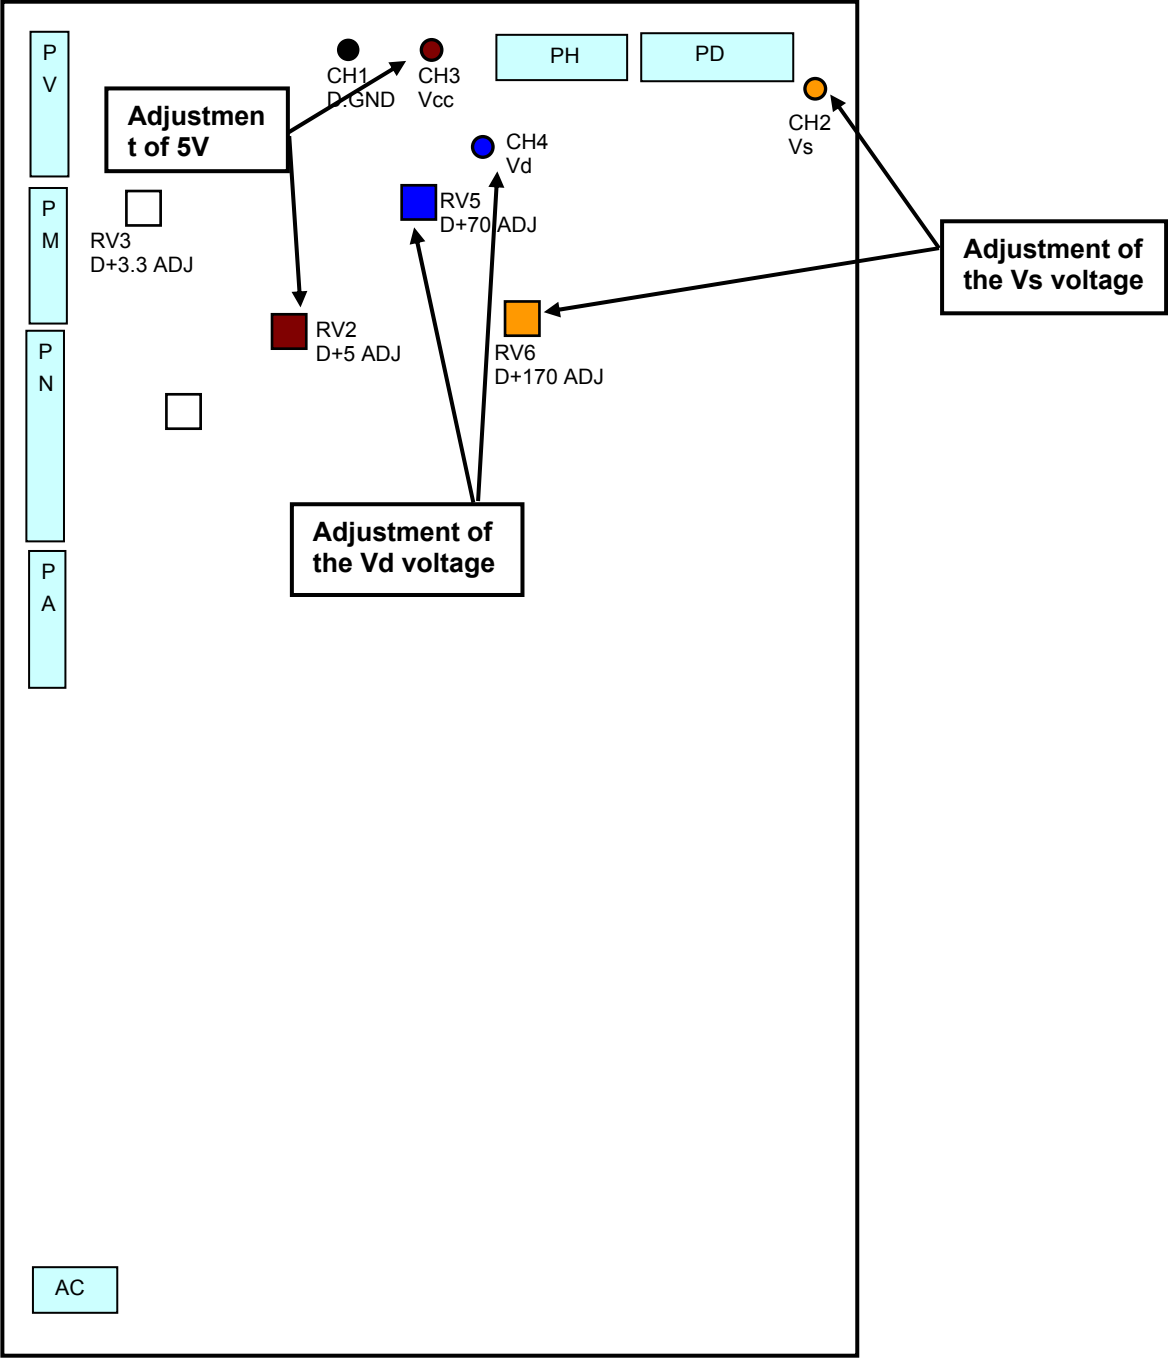 P
V
CH1
D.GND
CH3
Vcc
PH
PD
CH2
Vs
Adjustmen
t of 5V
CH4
Vd
P
M
RV3
D+3.3 ADJ
RV5
D+70 ADJ
Adjustment of
the Vs voltage
RV2
D+5 ADJ
RV6
D+170 ADJ
P
N
Adjustment of
the Vd voltage
P
A
AC